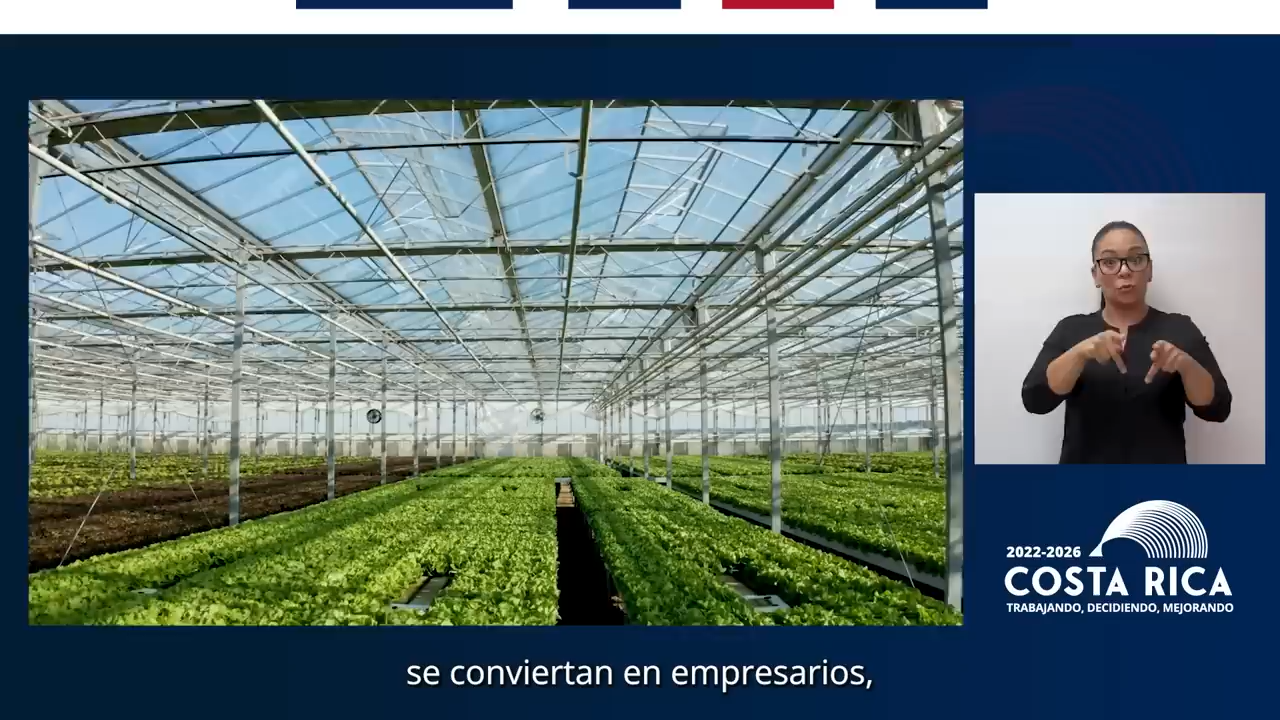 2022-2026
COSTA RICA
TRABAJANDO, DECIDIENDO, MEJORANDO
se conviertan en empresarios,